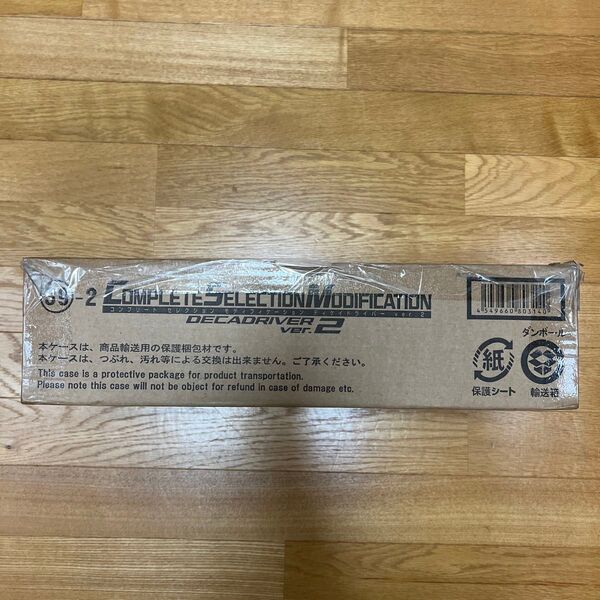 69-2 COMPLETE SELECTION MODIFICATION
コンプリート セレクション モディフィケーション ディケイドライバー ver.2
DECADRIVER ver.2
本ケースは、商品輸送用の保護梱包材です。
本ケースは、つぶれ、汚れ等による交換は出来ません。ご了承ください。
This case is a protective package for product transportation.
Please note this case will not be object for refund in case of damage etc.
4549660803140
ダンボール
紙
保護シート
輸送箱